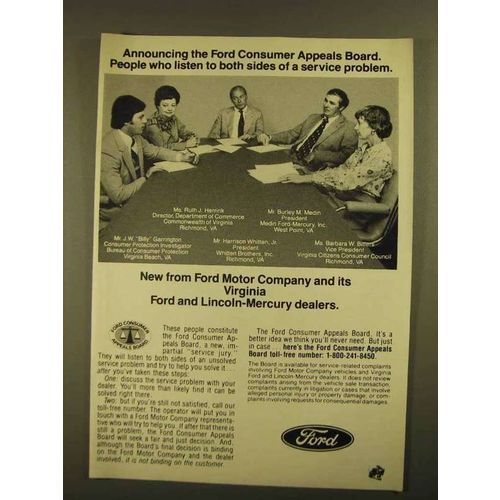 Announcing the Ford Consumer Appeals Board.
People who listen to both sides of a service problem.
Ms. Ruth J. Herrink
Director, Department of Commerce
Commonwealth of Virginia
Richmond, VA
Mr. Burley M. Medin
President
Medin Ford-Mercury, Inc.
West Point, VA
Mr. J.W. "Billy" Garrington
Consumer Protection Investigator
Bureau of Consumer Protection
Virginia Beach, VA
Mr. Harrison Whitten, Jr.
President
Whitten Brothers, Inc.
Richmond, VA
Ms. Barbara W. Bitters
Vice President
Virginia Citizens Consumer Council
Richmond, VA
New from Ford Motor Company and its
Virginia
Ford and Lincoln-Mercury dealers.
FORD CONSUMER
APPEALS BOARD
These people constitute
the Ford Consumer Ap-
peals Board, a new, im-
partial "service jury."
They will listen to both sides of an unsolved
service problem and try to help you solve it...
after you've taken these steps:
One: discuss the service problem with your
dealer. You'll more than likely find it can be
solved right there.
Two: but if you're still not satisfied, call our
toll-free number. The operator will put you in
touch with a Ford Motor Company representa-
tive who will try to help you. If after that there is
still a problem, the Ford Consumer Appeals
Board will seek a fair and just decision. And,
although the Board's final decision is binding
on the Ford Motor Company and the dealer
involved, it is not binding on the customer.
The Ford Consumer Appeals Board. It's a
better idea we think you'll never need. But just
in case... here's the Ford Consumer Appeals
Board toll-free number: 1-800-241-8450.
The Board is available for service-related complaints
involving Ford Motor Company vehicles and Virginia
Ford and Lincoln-Mercury dealers. It does not review
complaints arising from the vehicle sale transaction,
complaints currently in litigation or cases that involve
alleged personal injury or property damage, or com-
plaints involving requests for consequential damages.
Ford